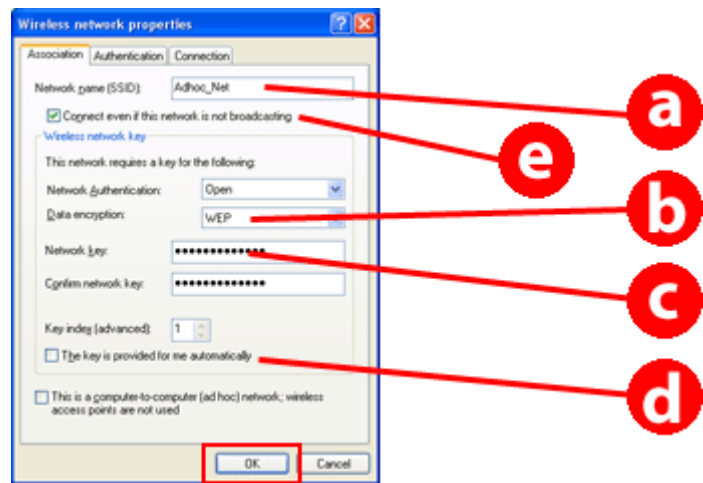 Wireless network properties
Association Authentication Connection
Network name (SSID): Adhoc_Net
a
Connect even if this network is not broadcasting
e
Wireless network key
This network requires a key for the following:
Network Authentication: Open
Data encryption: WEP
b
Network key: •••••••••••••
c
Confirm network key: •••••••••••••
Key index (advanced): 1
The key is provided for me automatically
d
This is a computer-to-computer (ad hoc) network; wireless
access points are not used
OK Cancel